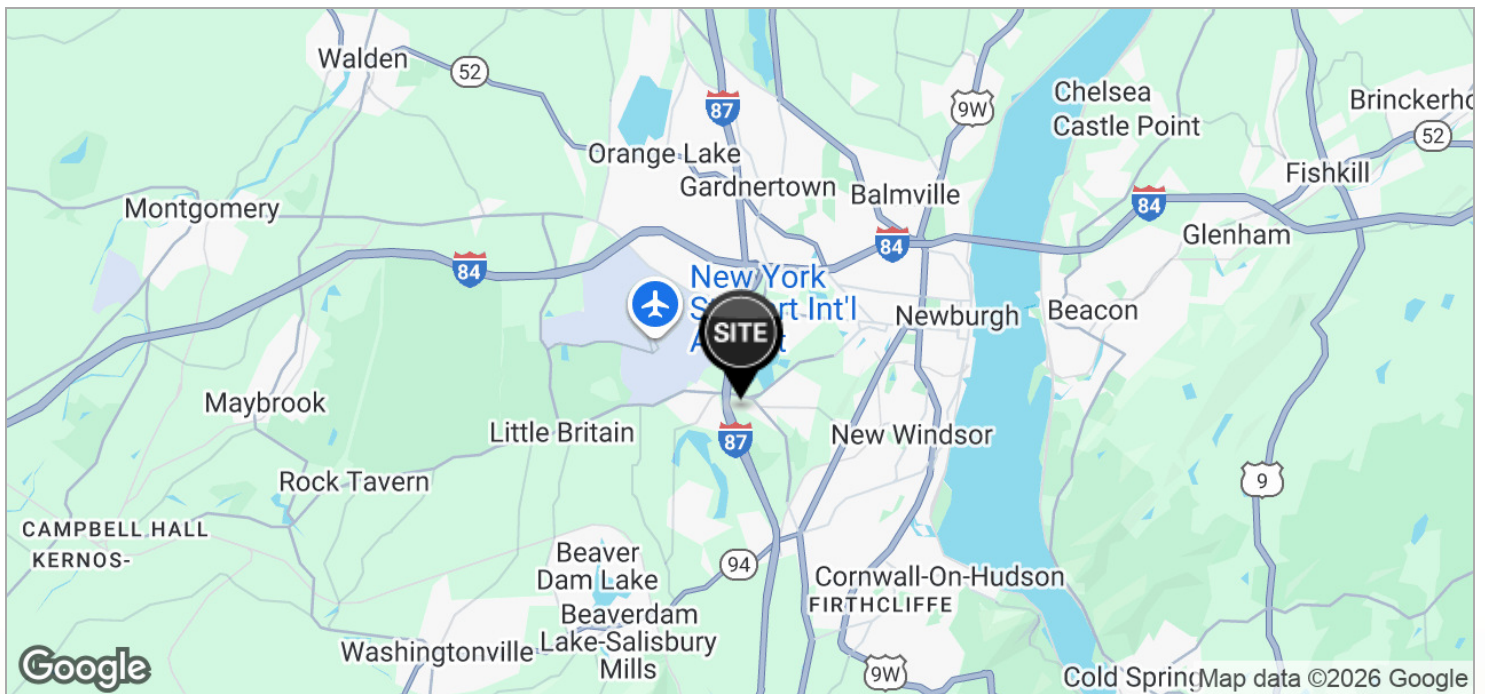 Walden
52
87
9W
Chelsea
Castle Point
Brinckerho
52
Orange Lake
Gardnertown
Balmville
Fishkill
Montgomery
84
84
84
Glenham
New York
St rt Int'l
A t
SITE
Newburgh
Beacon
Maybrook
Little Britain
87
New Windsor
Rock Tavern
9
CAMPBELL HALL
KERNOS-
Beaver
Dam Lake
94
Cornwall-On-Hudson
FIRTHCLIFFE
Beaverdam
Lake-Salisbury
Mills
Washingtonville
9W
Cold Spring
Google
Map data ©2026 Google